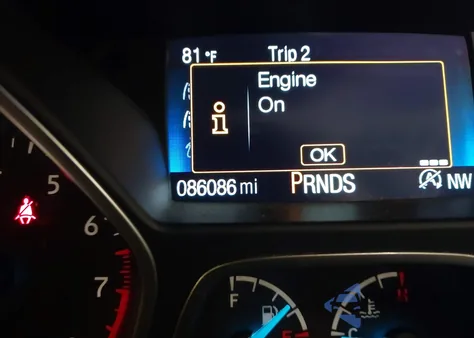 81 °F Trip 2
Engine
On
i
OK
086086 mi PRNDS NW
5
6
7
F
E
H
C